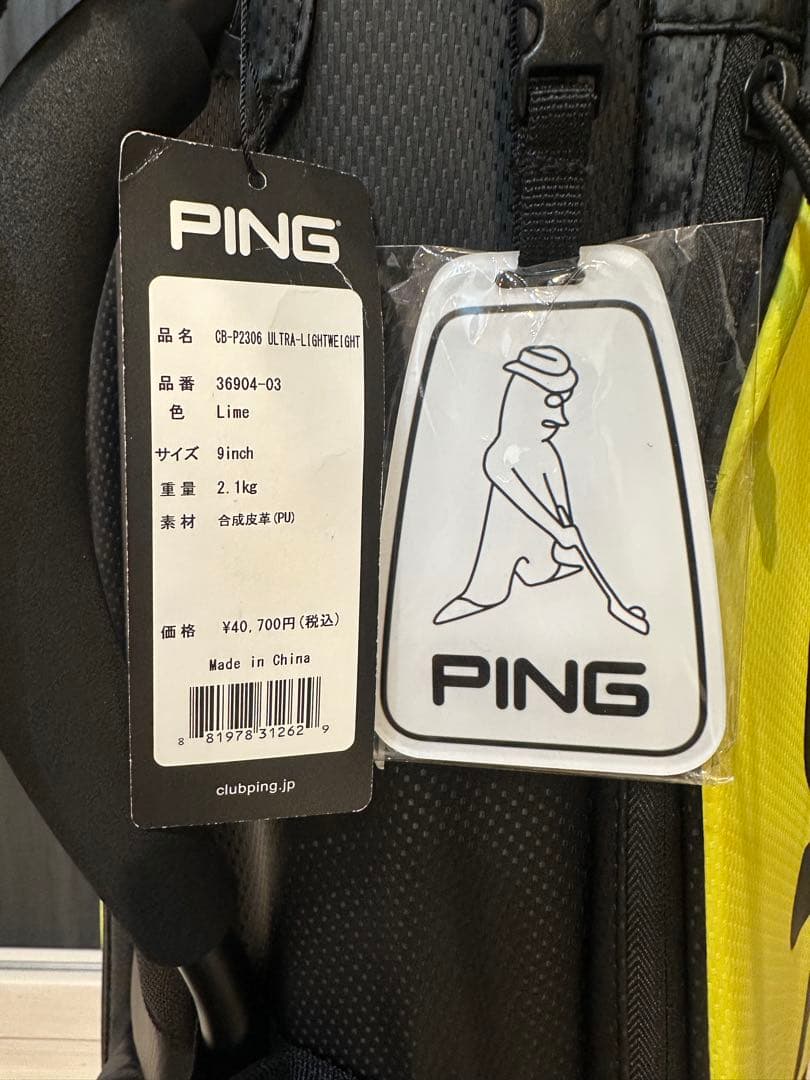 PING®
品名 CB-P2306 ULTRA-LIGHTWEIGHT
品番 36904-03
色 Lime
サイズ 9inch
重量 2.1kg
素材 合成皮革(PU)
価格 ¥40,700円(税込)
Made in China
8 81978 31262 9
clubping.jp
PING